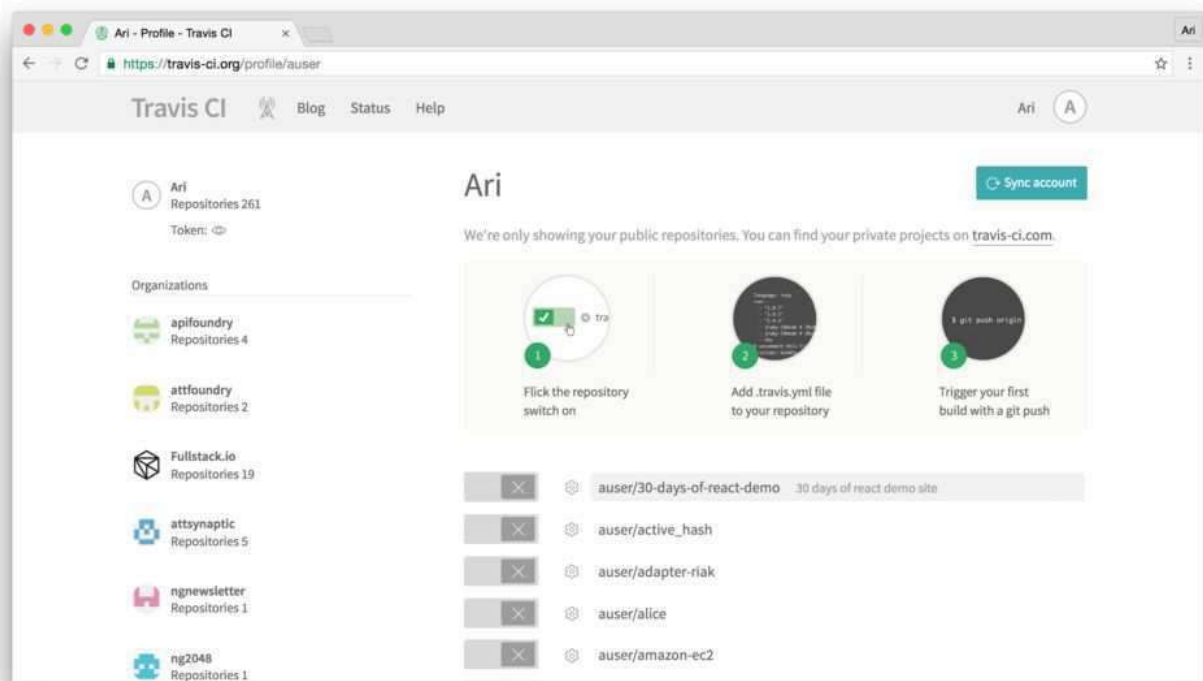 Ari - Profile - Travis CI
Ari
https://travis-ci.org/profile/auser
Travis CI Blog Status Help Ari A
A Ari
Repositories 261
Token:
Organizations
apifoundry
Repositories 4
attfoundry
Repositories 2
Fullstack.io
Repositories 19
attsynaptic
Repositories 5
ngnewsletter
Repositories 1
ng2048
Repositories 1
Ari
Sync account
We're only showing your public repositories. You can find your private projects on travis-ci.com.
tra
1
Flick the repository
switch on
2
Add .travis.yml file
to your repository
$ git push origin
3
Trigger your first
build with a git push
auser/30-days-of-react-demo 30 days of react demo site
auser/active_hash
auser/adapter-riak
auser/alice
auser/amazon-ec2